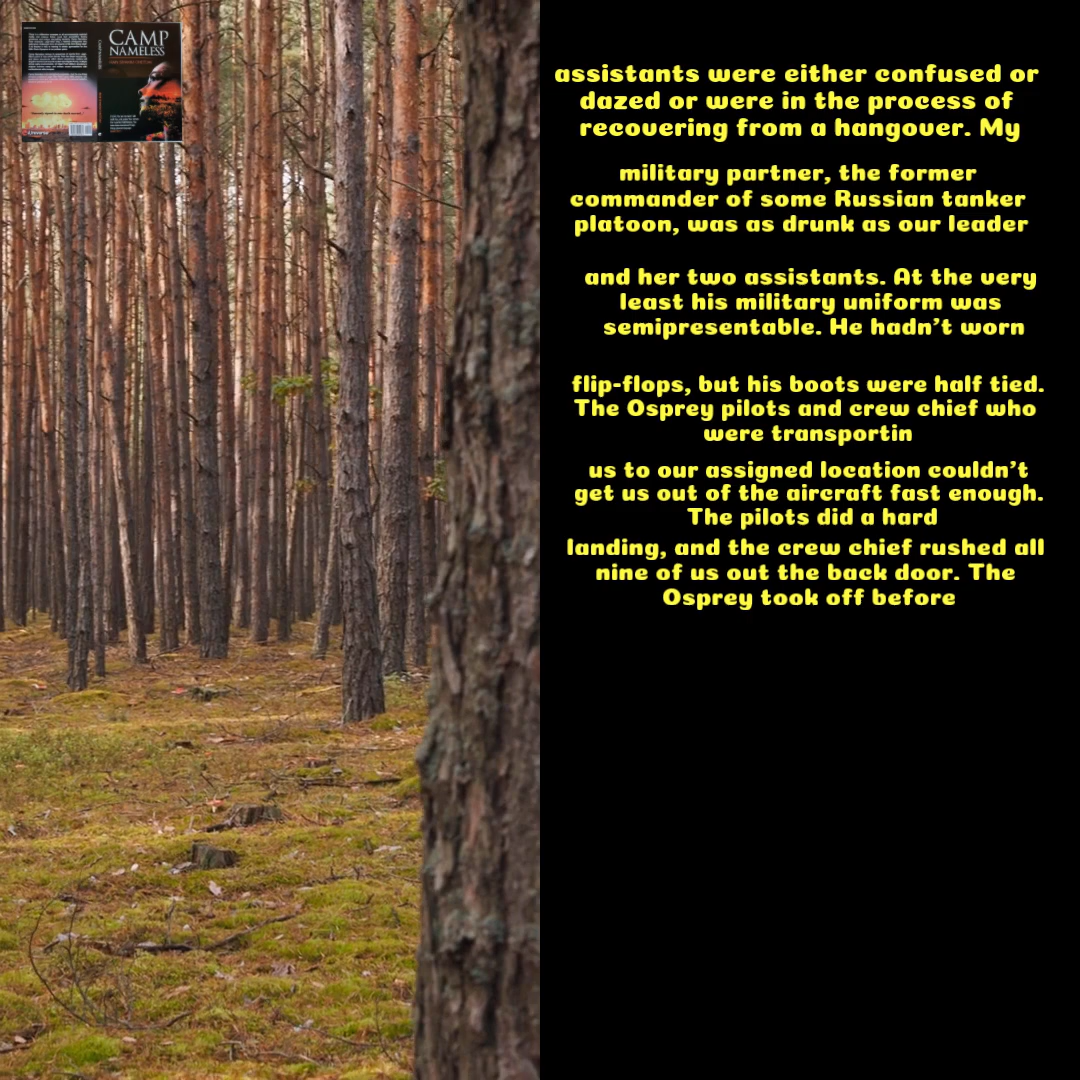 CAMP
NAMELESS
iUniverse
assistants were either confused or
dazed or were in the process of
recovering from a hangover. My
military partner, the former
commander of some Russian tanker
platoon, was as drunk as our leader
and her two assistants. At the very
least his military uniform was
semipresentable. He hadn’t worn
flip-flops, but his boots were half tied.
The Osprey pilots and crew chief who
were transportin
us to our assigned location couldn’t
get us out of the aircraft fast enough.
The pilots did a hard
landing, and the crew chief rushed all
nine of us out the back door. The
Osprey took off before